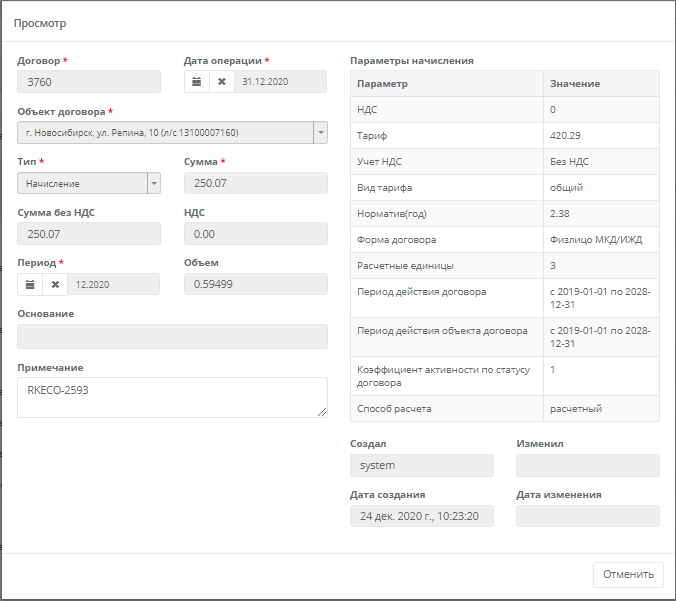 Просмотр
Договор *
3760
Дата операции *
31.12.2020
Объект договора *
г. Новосибирск, ул. Репина, 10 (л/с 13100007160)
Тип *
Начисление
Сумма *
250.07
Сумма без НДС
250.07
НДС
0.00
Период *
12.2020
Объем
0.59499
Основание
Примечание
RKECO-2593
Параметры начисления
Параметр Значение
НДС 0
Тариф 420.29
Учет НДС Без НДС
Вид тарифа общий
Норматив(год) 2.38
Форма договора Физлицо МКД/ИЖД
Расчетные единицы 3
Период действия договора с 2019-01-01 по 2028-
12-31
Период действия объекта договора с 2019-01-01 по 2028-
12-31
Коэффициент активности по статусу 1
договора
Способ расчета расчетный
Создал
system
Изменил
Дата создания
24 дек. 2020 г., 10:23:20
Дата изменения
Отменить